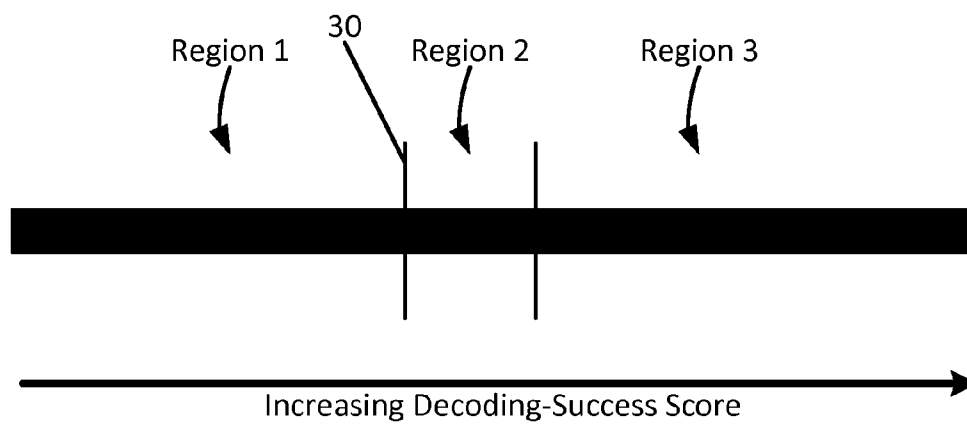 30
Region 1
Region 2
Region 3
Increasing Decoding-Success Score